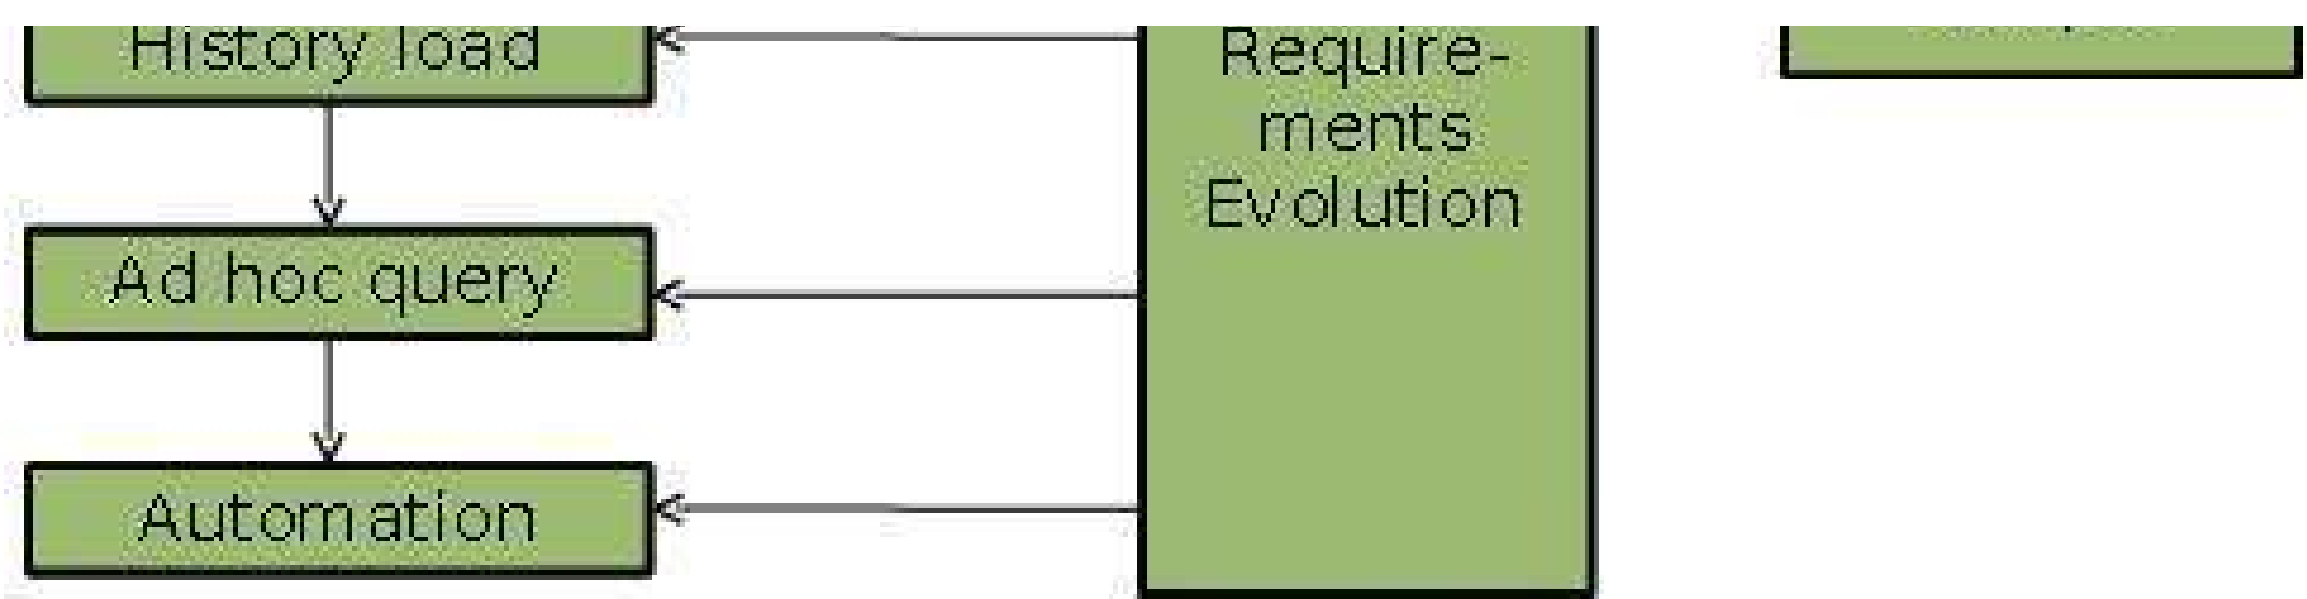 History load
Require-
ments
Evolution
Ad hoc query
Automation